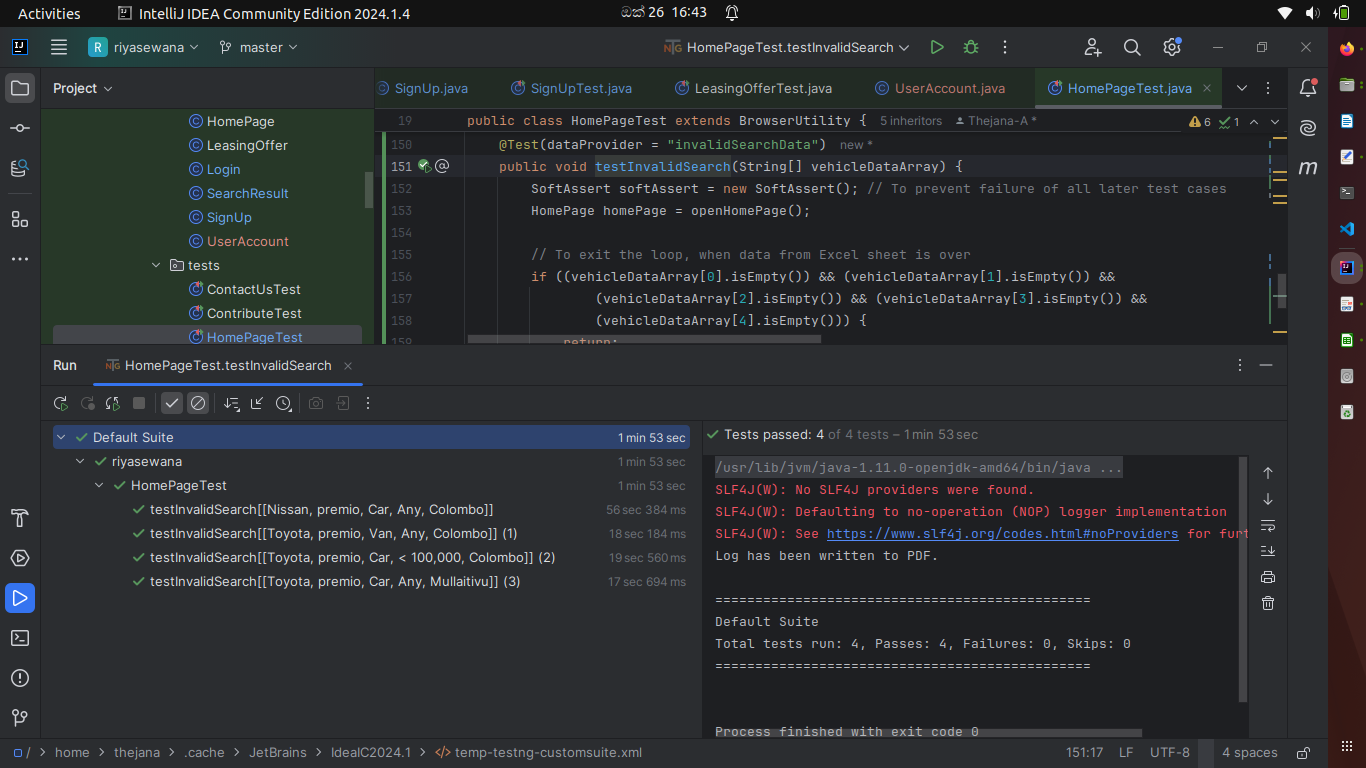 Activities IntelliJ IDEA Community Edition 2024.1.4 ඔක් 26 16:43
riyasewana master HomePageTest.testInvalidSearch
Project
SignUp.java SignUpTest.java LeasingOfferTest.java UserAccount.java HomePageTest.java
HomePage
LeasingOffer
Login
SearchResult
SignUp
UserAccount
tests
ContactUsTest
ContributeTest
HomePageTest
19 public class HomePageTest extends BrowserUtility { 5 inheritors Thejana-A * 6 1
150 @Test(dataProvider = "invalidSearchData") new *
151 public void testInvalidSearch(String[] vehicleDataArray) {
152 SoftAssert softAssert = new SoftAssert(); // To prevent failure of all later test cases
153 HomePage homePage = openHomePage();
154
155 // To exit the loop, when data from Excel sheet is over
156 if ((vehicleDataArray[0].isEmpty()) && (vehicleDataArray[1].isEmpty()) &&
157 (vehicleDataArray[2].isEmpty()) && (vehicleDataArray[3].isEmpty()) &&
158 (vehicleDataArray[4].isEmpty())) {
159 return;
Run HomePageTest.testInvalidSearch
Default Suite 1 min 53 sec
riyasewana 1 min 53 sec
HomePageTest 1 min 53 sec
testInvalidSearch[[Nissan, premio, Car, Any, Colombo]] 56 sec 384 ms
testInvalidSearch[[Toyota, premio, Van, Any, Colombo]] (1) 18 sec 184 ms
testInvalidSearch[[Toyota, premio, Car, < 100,000, Colombo]] (2) 19 sec 560 ms
testInvalidSearch[[Toyota, premio, Car, Any, Mullaitivu]] (3) 17 sec 694 ms
Tests passed: 4 of 4 tests – 1 min 53 sec
/usr/lib/jvm/java-1.11.0-openjdk-amd64/bin/java ...
SLF4J(W): No SLF4J providers were found.
SLF4J(W): Defaulting to no-operation (NOP) logger implementation
SLF4J(W): See https://www.slf4j.org/codes.html#noProviders for furt
Log has been written to PDF.
===============================================
Default Suite
Total tests run: 4, Passes: 4, Failures: 0, Skips: 0
===============================================
Process finished with exit code 0
/ > home > thejana > .cache > JetBrains > IdeaIC2024.1 > temp-testng-customsuite.xml 151:17 LF UTF-8 4 spaces